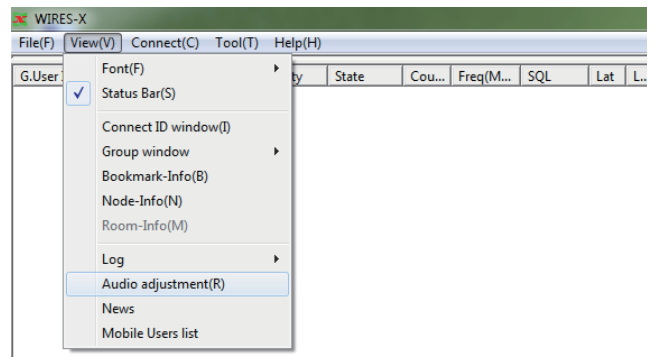 WIRES-X
File(F) View(V) Connect(C) Tool(T) Help(H)
G.User ty State Cou... Freq(M... SQL Lat L..
Font(F)
Status Bar(S)
Connect ID window(I)
Group window
Bookmark-Info(B)
Node-Info(N)
Room-Info(M)
Log
Audio adjustment(R)
News
Mobile Users list